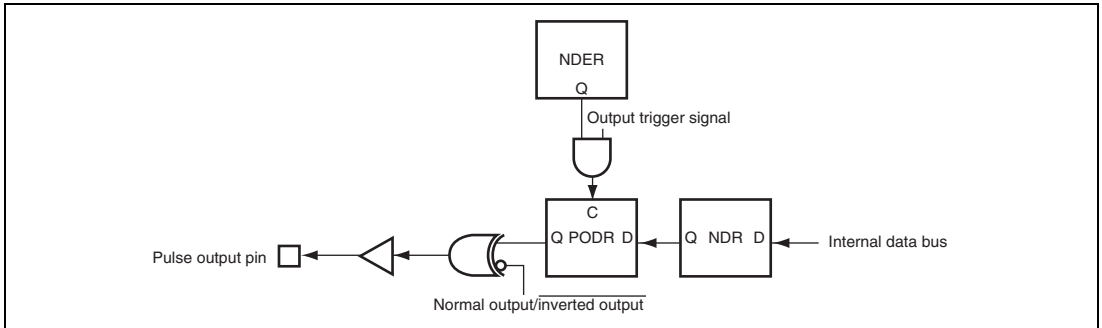 NDER
Q
Output trigger signal
C
Q PODR D
Q NDR D
Internal data bus
Pulse output pin
Normal output/inverted output